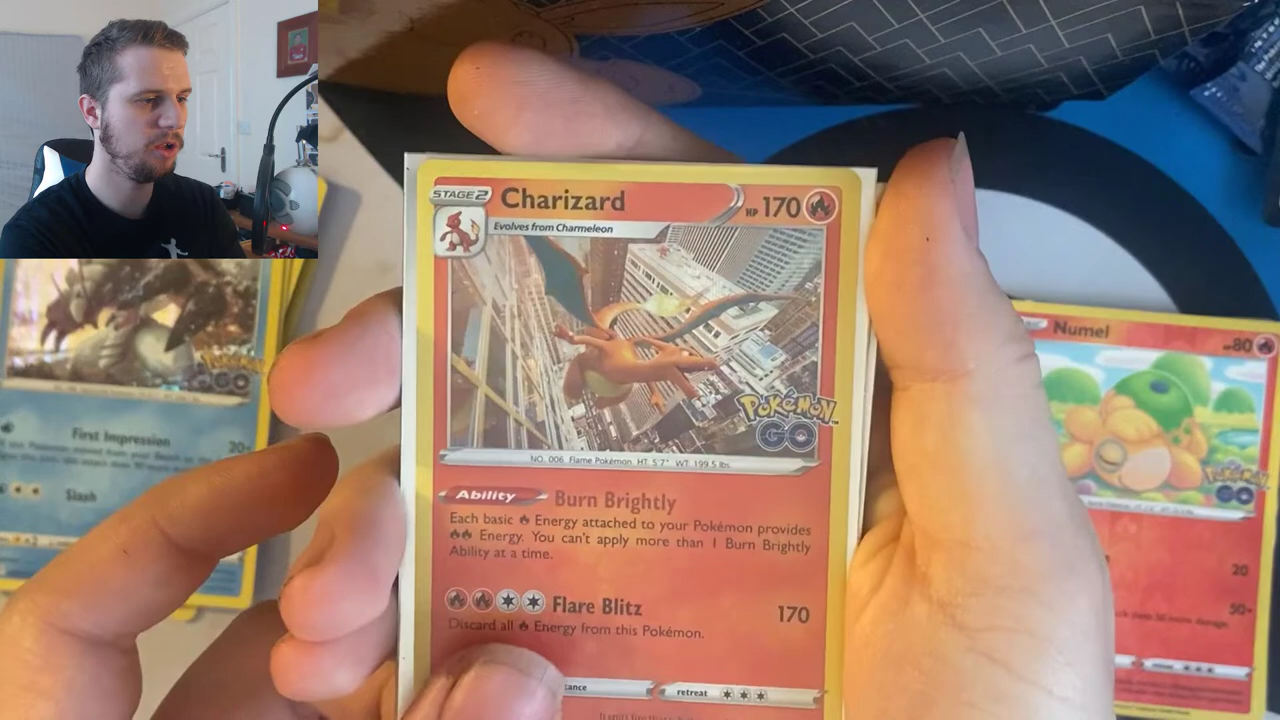 STAGE 2
Charizard
HP 170
Evolves from Charmeleon
Pokémon
GO
NO. 006 Flame Pokémon HT: 5'7" WT: 199.5 lbs.
Ability Burn Brightly
Each basic Energy attached to your Pokémon provides
Energy. You can't apply more than 1 Burn Brightly
Ability at a time.
Flare Blitz 170
Discard all Energy from this Pokémon.
retreat
Pokémon
GO
First Impression 20+
Slash
Numel
80
Pokémon
GO
20
50-